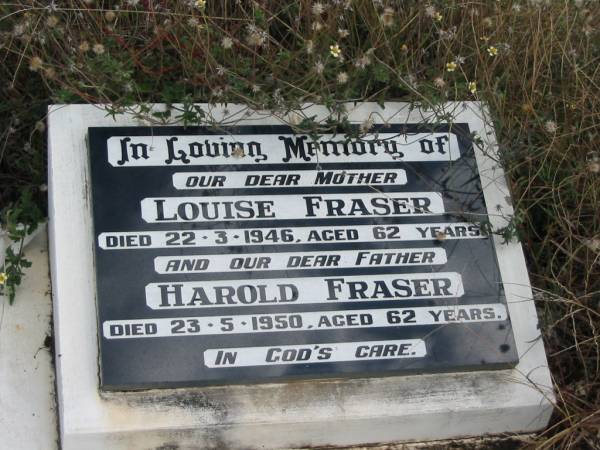 In Loving Memory of
OUR DEAR MOTHER
LOUISE FRASER
DIED 22·3·1946, AGED 62 YEARS.
AND OUR DEAR FATHER
HAROLD FRASER
DIED 23·5·1950, AGED 62 YEARS.
IN GOD'S CARE.